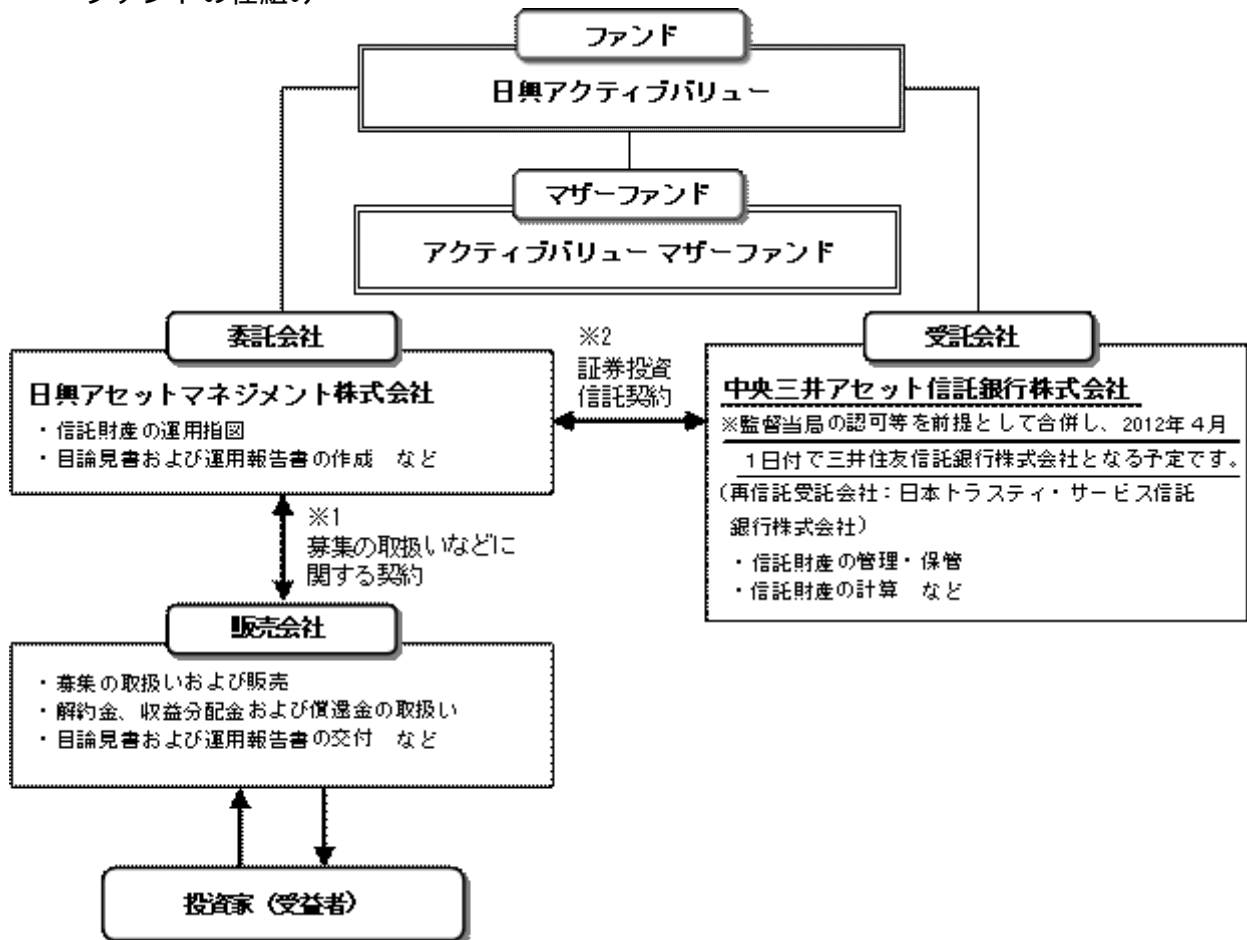 ファンドの仕組み
ファンド
日興アクティブバリュー
マザーファンド
アクティブバリュー マザーファンド
委託会社
日興アセットマネジメント株式会社
・信託財産の運用指図
・目論見書および運用報告書の作成 など
※2
証券投資
信託契約
受託会社
中央三井アセット信託銀行株式会社
※監督当局の認可等を前提として合併し、2012年4月
1日付で三井住友信託銀行株式会社となる予定です。
(再信託受託会社：日本トラスティ・サービス信託
銀行株式会社)
・信託財産の管理・保管
・信託財産の計算 など
※1
募集の取扱いなどに
関する契約
販売会社
・募集の取扱いおよび販売
・解約金、収益分配金および償還金の取扱い
・目論見書および運用報告書の交付 など
投資家（受益者）